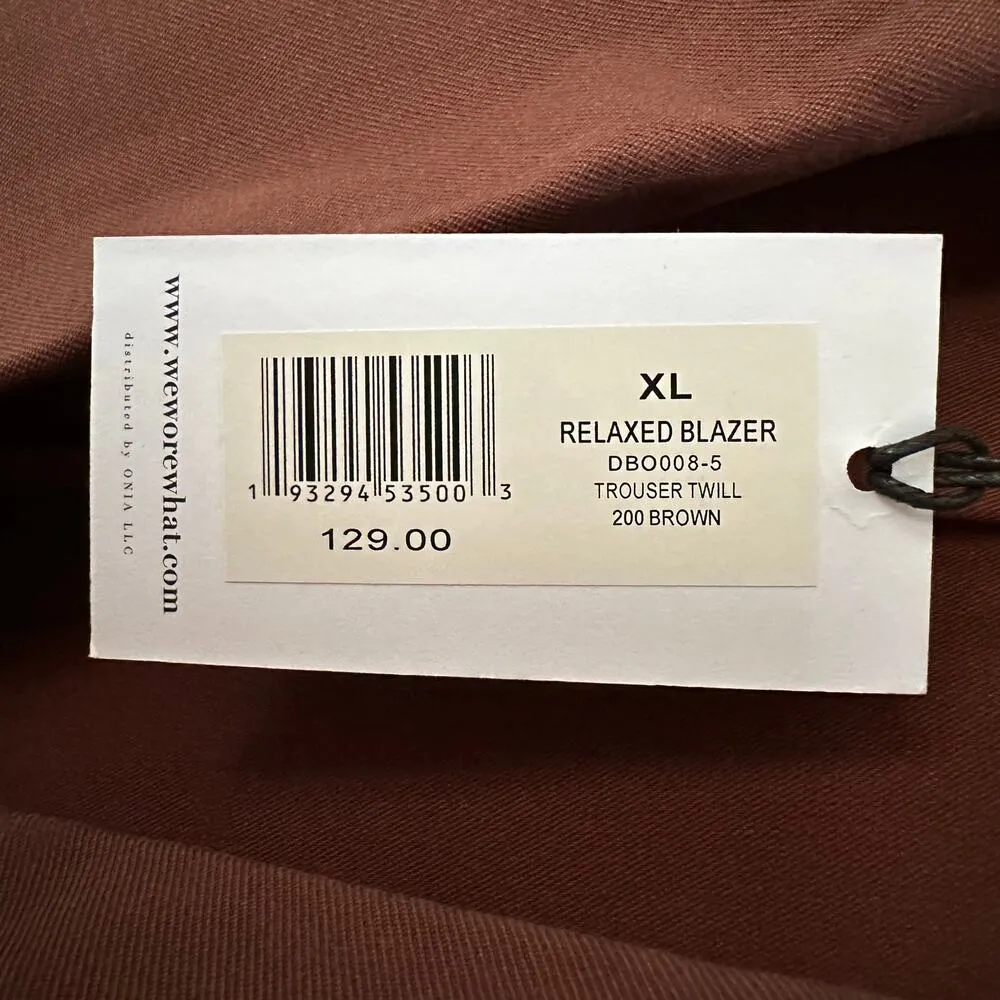 www.weworewhat.com
distributed by ONIA LLC
1 93294 53500 3
129.00
XL
RELAXED BLAZER
DBO008-5
TROUSER TWILL
200 BROWN